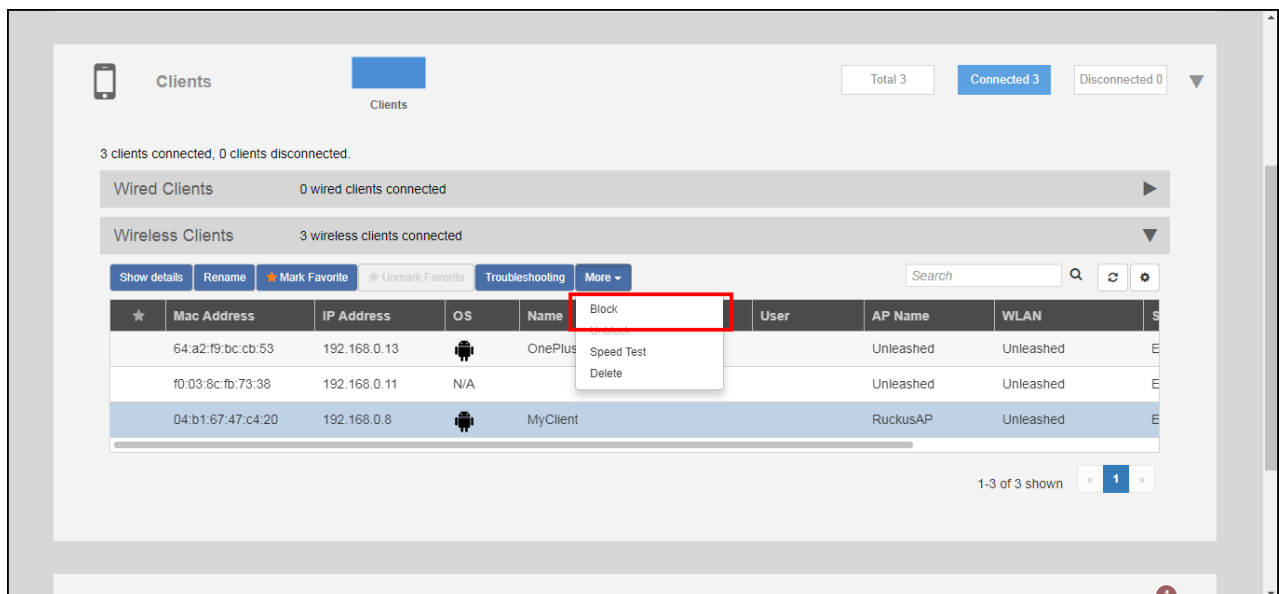 Clients
Clients
Total 3
Connected 3
Disconnected 0
3 clients connected, 0 clients disconnected.
Wired Clients 0 wired clients connected
Wireless Clients 3 wireless clients connected
Show details Rename Mark Favorite Unmark Favorite Troubleshooting More Search
Block
Unblock
Speed Test
Delete
Mac Address IP Address OS Name User AP Name WLAN S
64:a2:f9:bc:cb:53 192.168.0.13 OnePlus Unleashed Unleashed E
f0:03:8c:fb:73:38 192.168.0.11 N/A Unleashed Unleashed E
04:b1:67:47:c4:20 192.168.0.8 MyClient RuckusAP Unleashed E
1-3 of 3 shown « 1 »
1